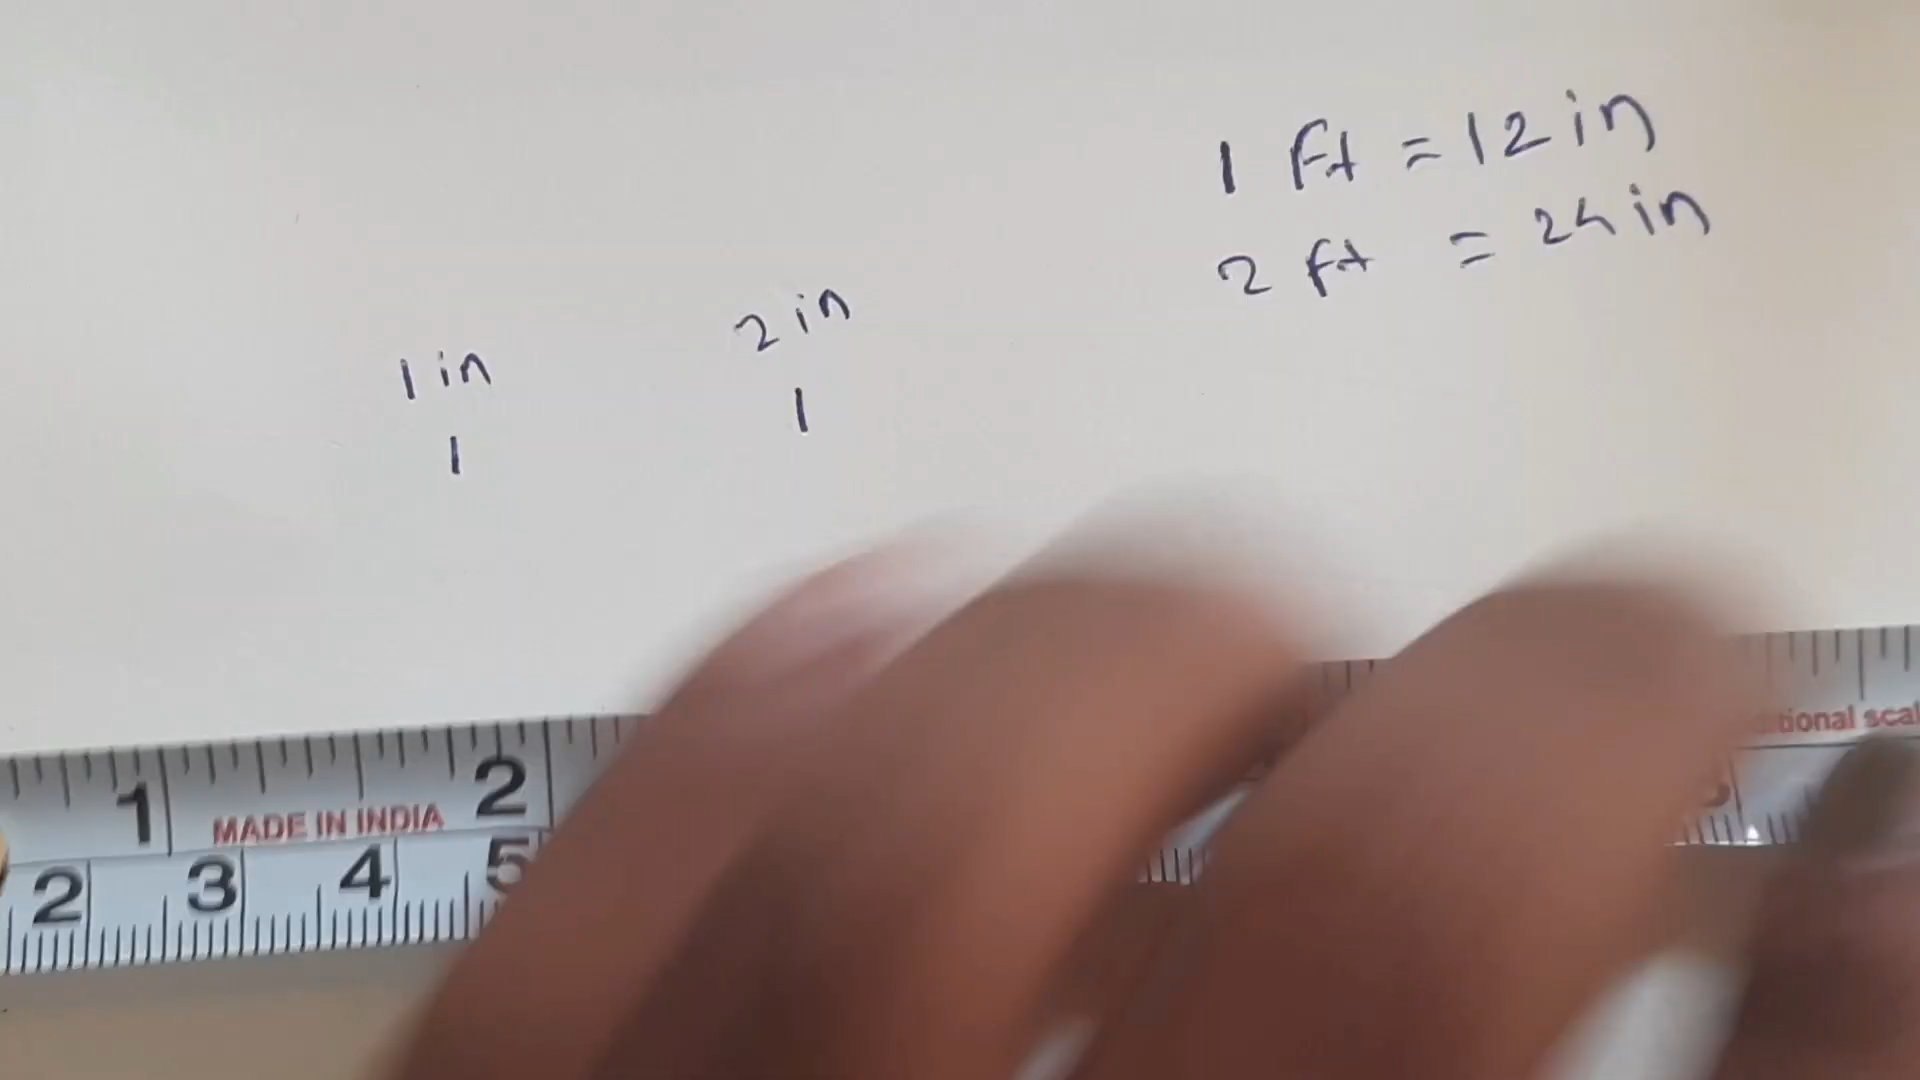 1 Ft = 12 in
2 ft = 24 in
1 in
2 in
1
1
1 MADE IN INDIA 2
2 3 4 5